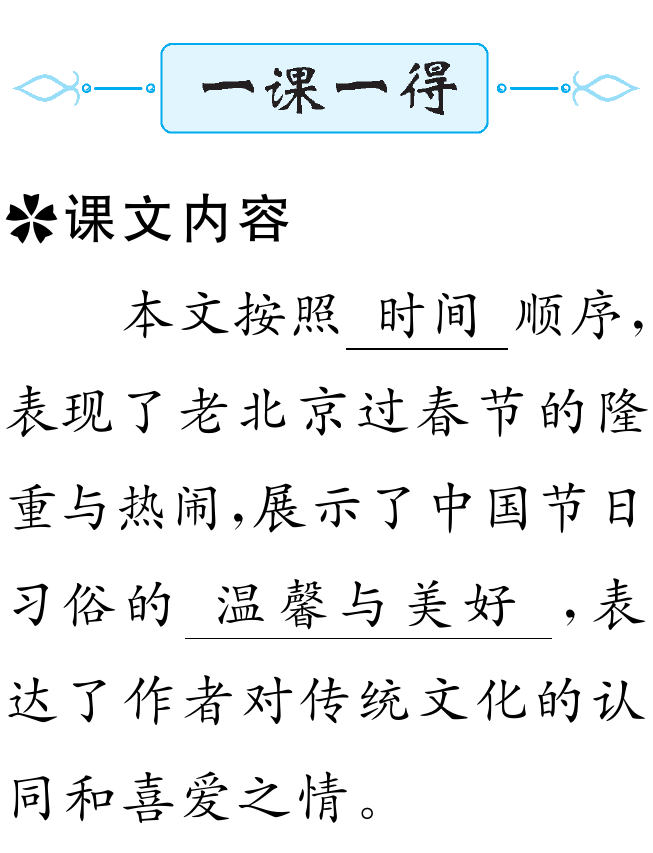 一课一得
课文内容
本文按照 时间 顺序，
表现了老北京过春节的隆
重与热闹，展示了中国节日
习俗的 温馨与美好 ，表
达了作者对传统文化的认
同和喜爱之情。